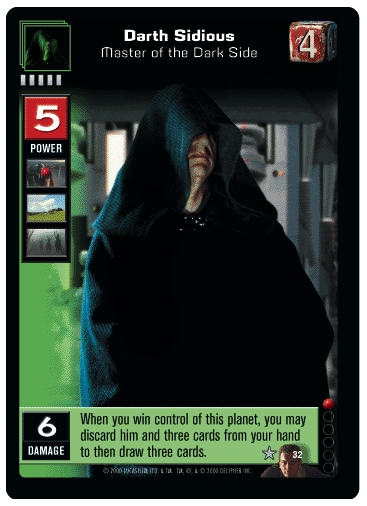 Darth Sidious
Master of the Dark Side
4
5
POWER
6
DAMAGE
When you win control of this planet, you may
discard him and three cards from your hand
to then draw three cards.
32